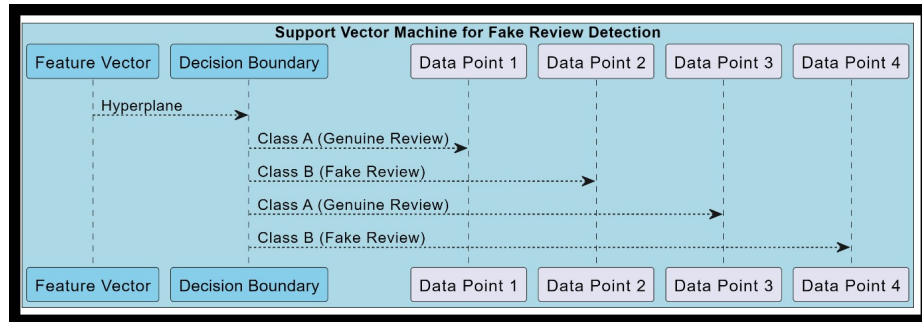 Support Vector Machine for Fake Review Detection
Feature Vector Decision Boundary Data Point 1 Data Point 2 Data Point 3 Data Point 4
Hyperplane
Class A (Genuine Review)
Class B (Fake Review)
Class A (Genuine Review)
Class B (Fake Review)
Feature Vector Decision Boundary Data Point 1 Data Point 2 Data Point 3 Data Point 4